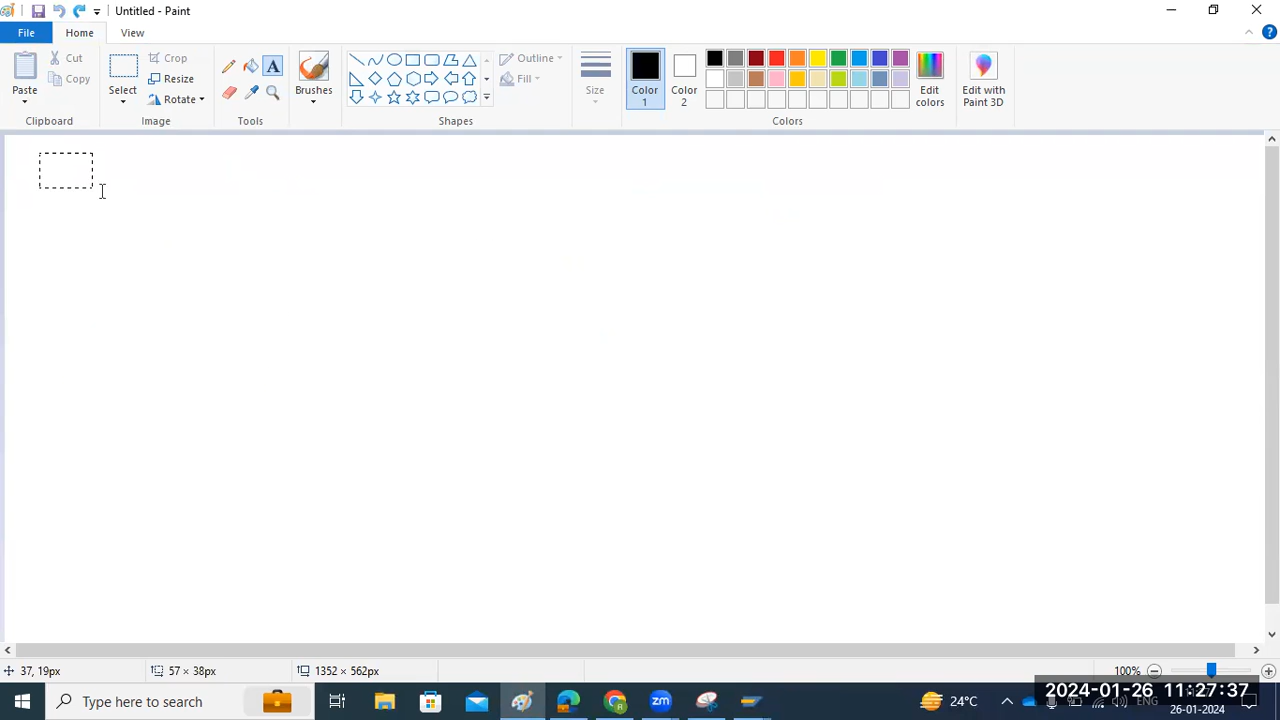 Untitled - Paint
File
Home
View
Paste
Cut
Copy
Clipboard
Select
Crop
Resize
Rotate
Image
A
Tools
Brushes
Shapes
Outline
Fill
Size
Color 1
Color 2
Colors
Edit colors
Edit with Paint 3D
37, 19px
57 × 38px
1352 × 562px
100%
Type here to search
zm
24°C
ENG
2024-01-26 11:27:37
26-01-2024